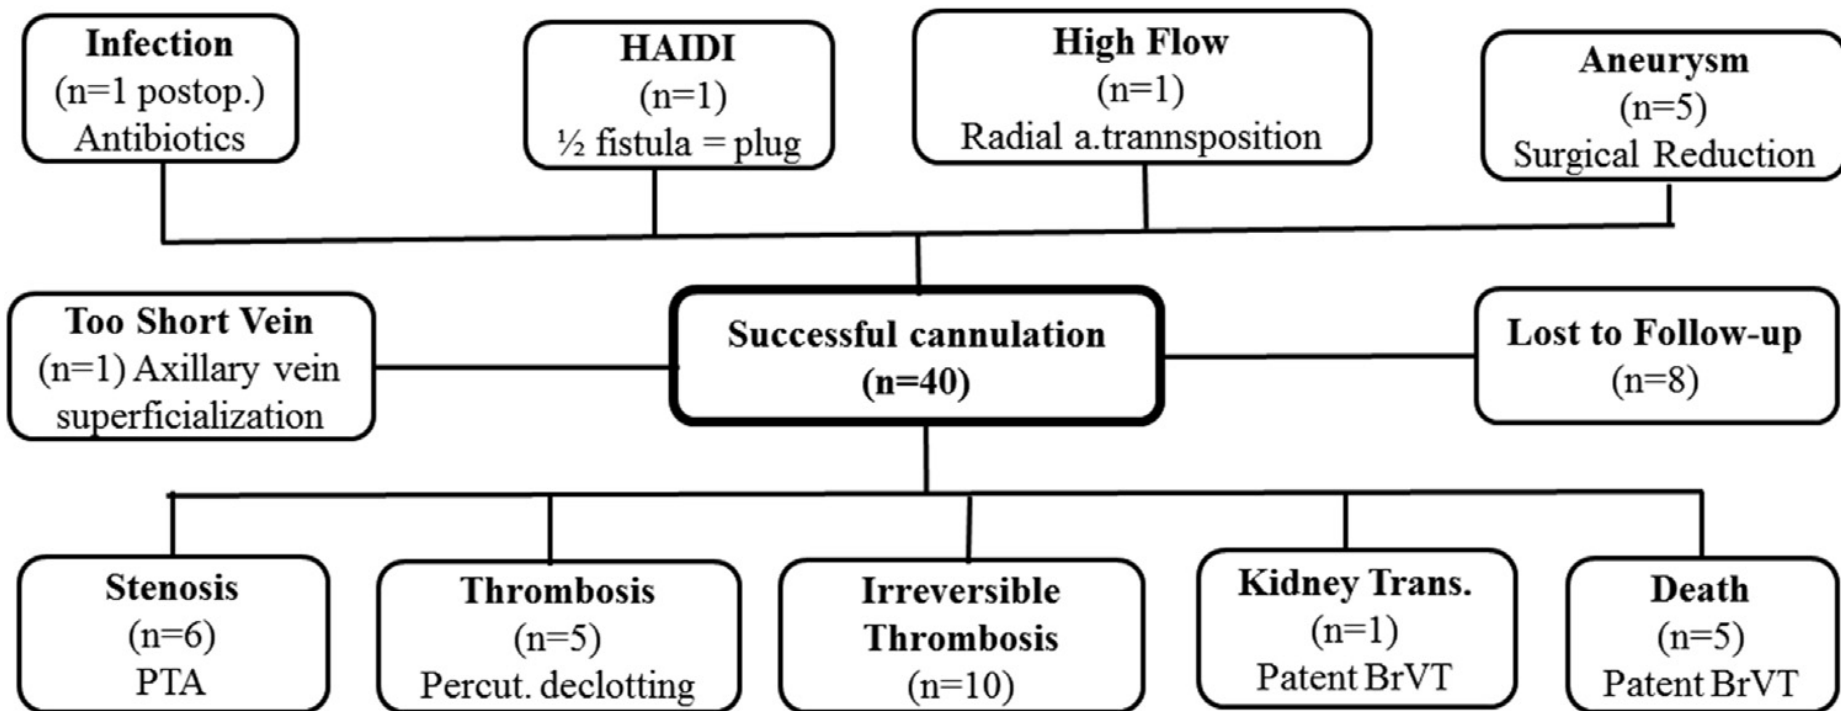 Infection
(n=1 postop.)
Antibiotics
HAIDI
(n=1)
½ fistula = plug
High Flow
(n=1)
Radial a.trannsposition
Aneurysm
(n=5)
Surgical Reduction
Too Short Vein
(n=1) Axillary vein
superficialization
Successful cannulation
(n=40)
Lost to Follow-up
(n=8)
Stenosis
(n=6)
PTA
Thrombosis
(n=5)
Percut. declotting
Irreversible
Thrombosis
(n=10)
Kidney Trans.
(n=1)
Patent BrVT
Death
(n=5)
Patent BrVT